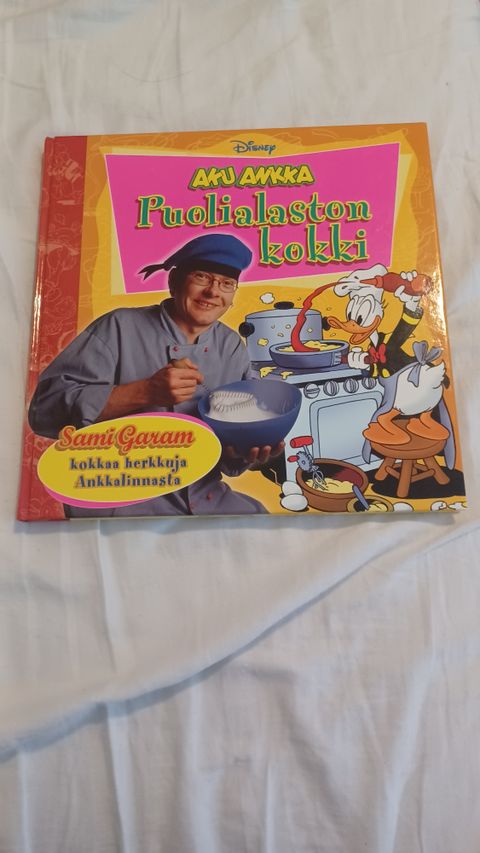 Disney
AKU ANKKA
Puolialaston
kokki
Sami Garam
kokkaa herkkuja
Ankkalinnasta